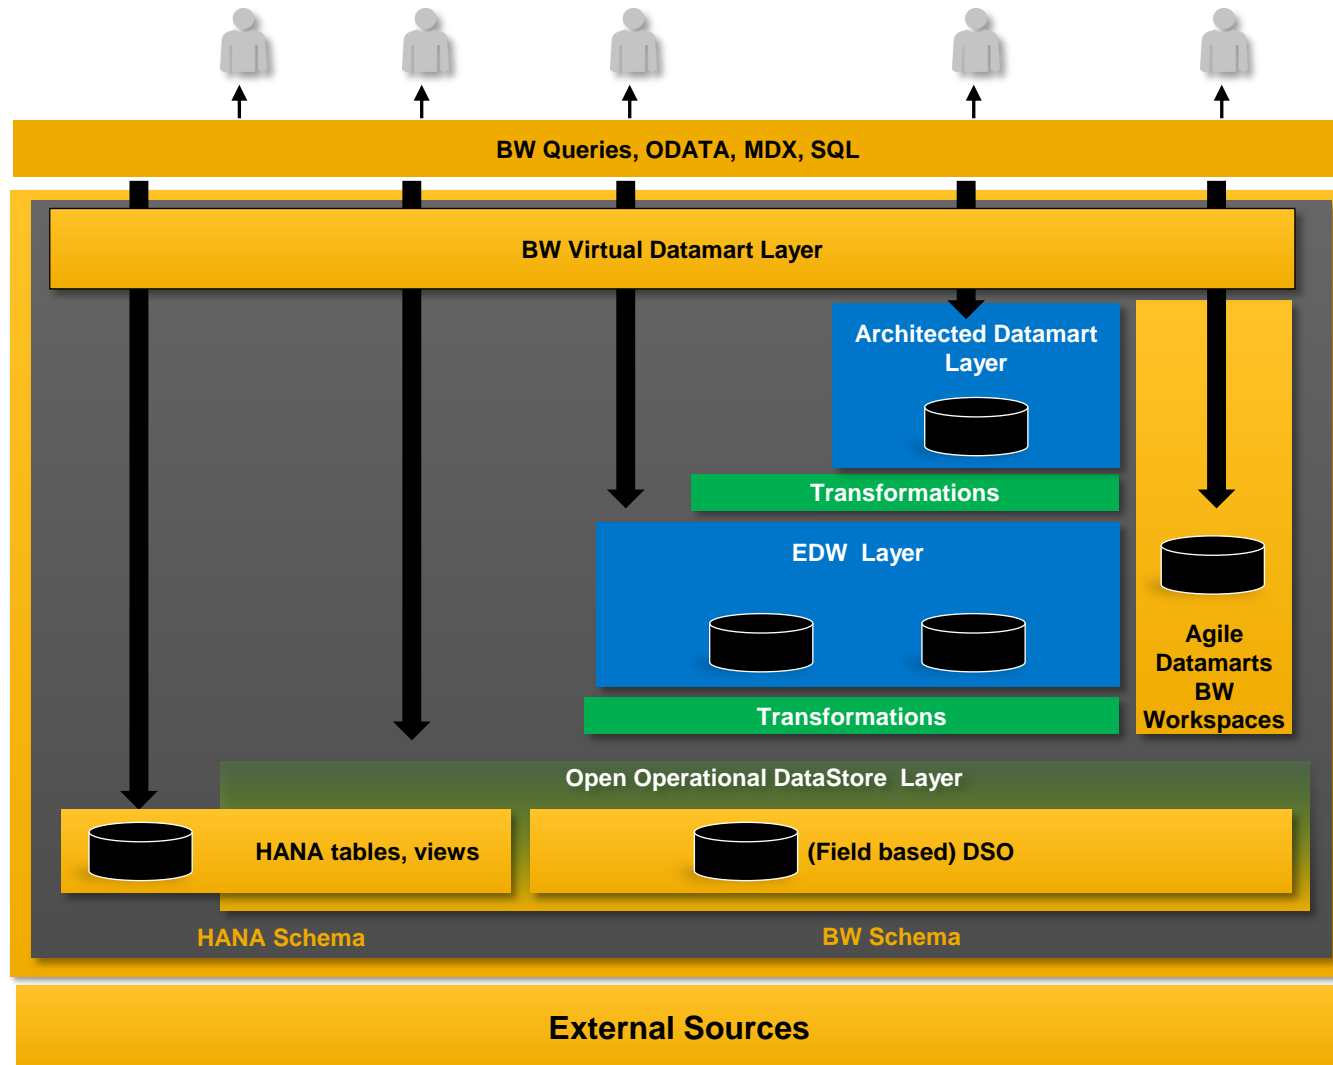 BW Queries, ODATA, MDX, SQL
BW Virtual Datamart Layer
Architected Datamart
Layer
Transformations
EDW Layer
Agile
Datamarts
BW
Workspaces
Transformations
Open Operational DataStore Layer
HANA tables, views
(Field based) DSO
HANA Schema
BW Schema
External Sources